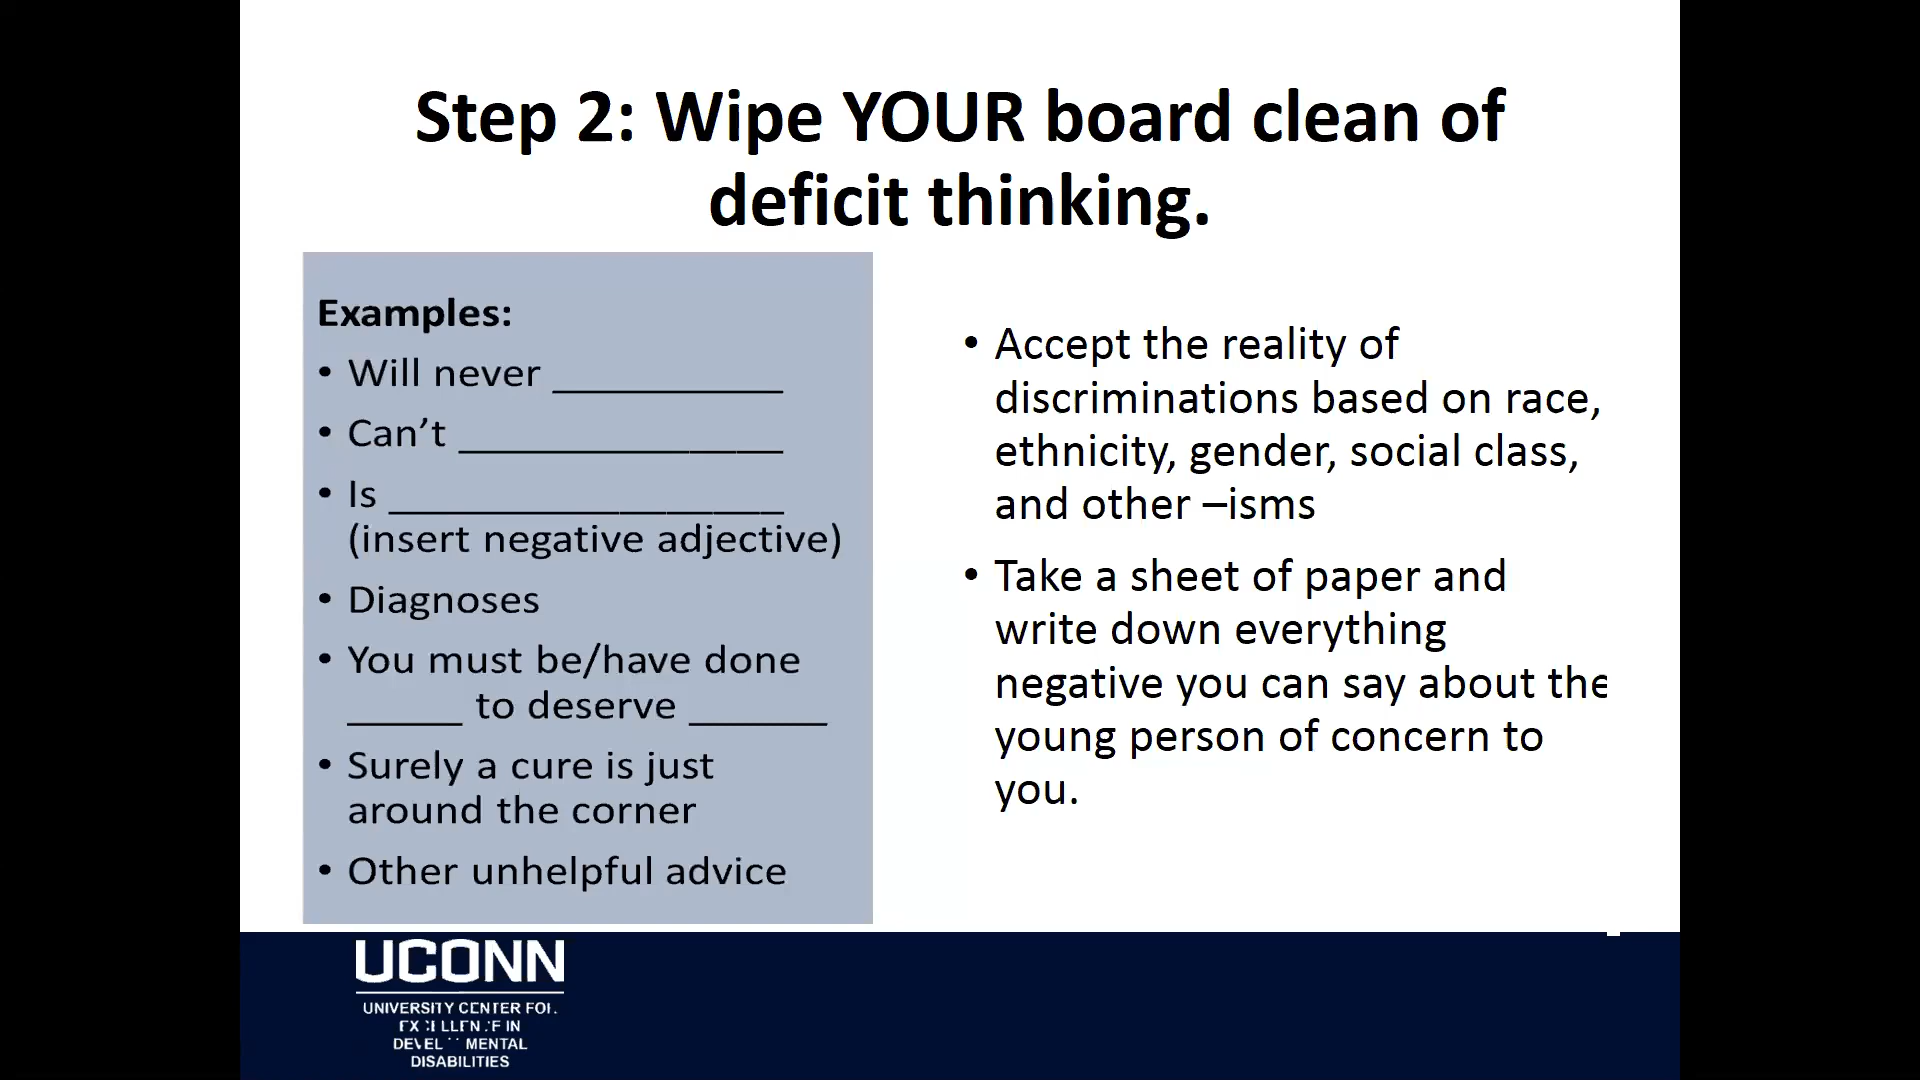 Step 2: Wipe YOUR board clean of
deficit thinking.
Examples:
• Will never __________
• Can’t ______________
• Is _________________
(insert negative adjective)
• Diagnoses
• You must be/have done
_____ to deserve ______
• Surely a cure is just
around the corner
• Other unhelpful advice
• Accept the reality of
discriminations based on race,
ethnicity, gender, social class,
and other –isms
• Take a sheet of paper and
write down everything
negative you can say about the
young person of concern to
you.
UCONN
UNIVERSITY CENTER FOR
EXCELLENCE IN
DEVELOPMENTAL
DISABILITIES